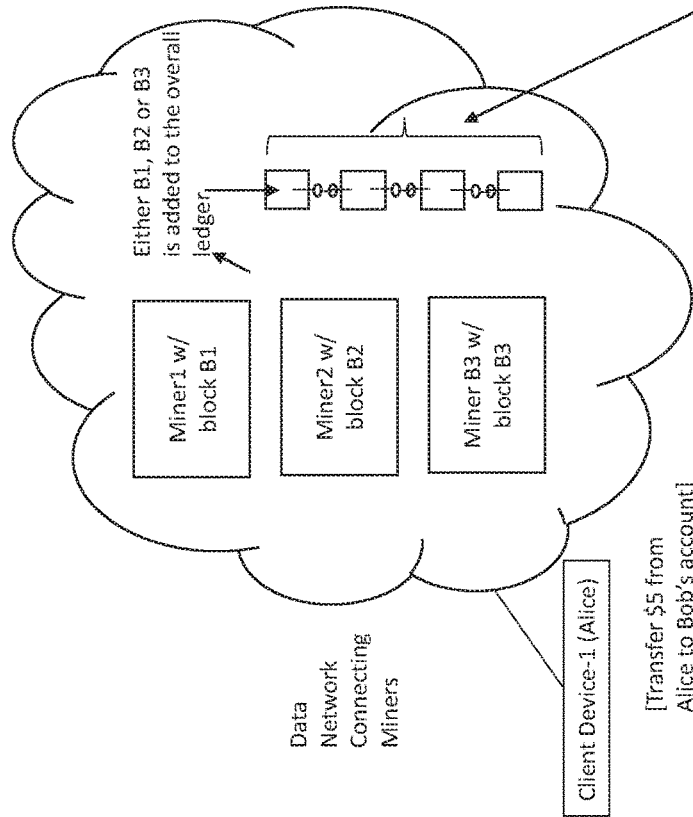 Data
Network
Connecting
Miners
Miner1 w/
block B1
Miner2 w/
block B2
Miner B3 w/
block B3
Either B1, B2 or B3
is added to the overall
ledger
Client Device-1 (Alice)
[Transfer $5 from
Alice to Bob's account]